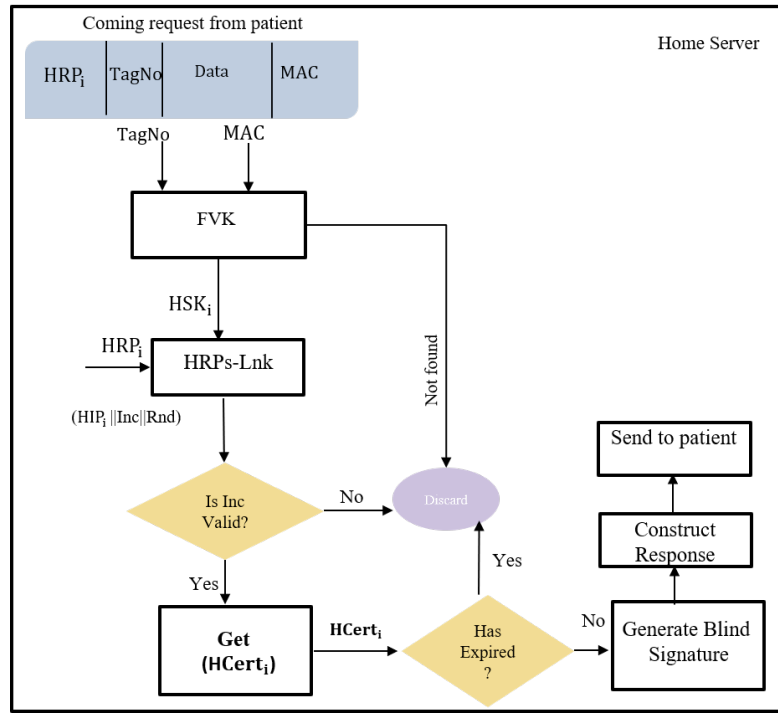 Coming request from patient
Home Server
HRPᵢ TagNo Data MAC
TagNo MAC
FVK
HSKᵢ
HRPᵢ
HRPs-Lnk
Not found
(HIPᵢ ||Inc||Rnd)
Send to patient
Is Inc
Valid?
No
Discard
Construct
Response
Yes
Yes
Get
(HCertᵢ)
HCertᵢ
Has
Expired
?
No
Generate Blind
Signature